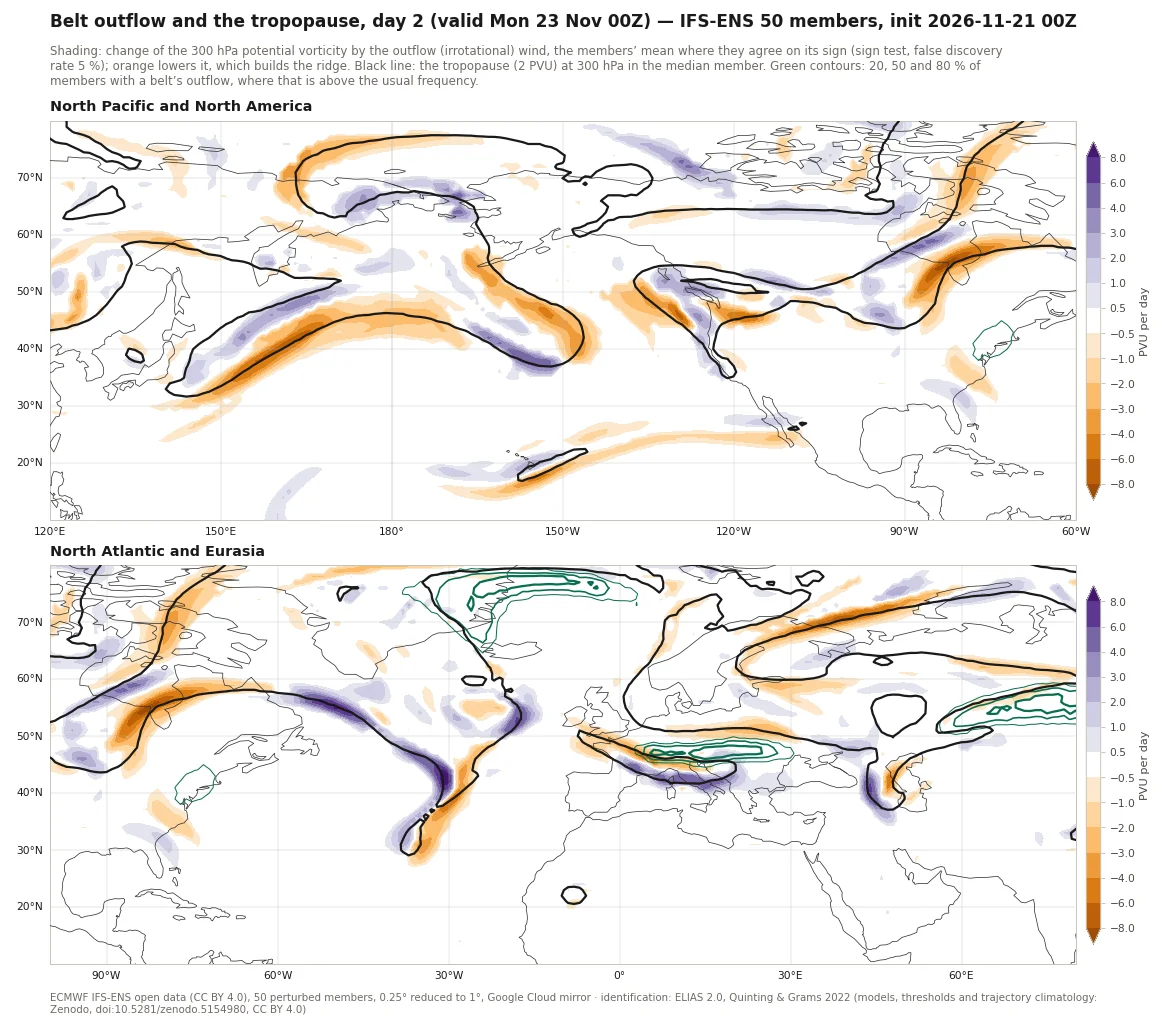 Belt outflow and the tropopause, day 2 (valid Mon 23 Nov 00Z) — IFS-ENS 50 members, init 2026-11-21 00Z
Shading: change of the 300 hPa potential vorticity by the outflow (irrotational) wind, the members’ mean where they agree on its sign (sign test, false discovery
rate 5 %); orange lowers it, which builds the ridge. Black line: the tropopause (2 PVU) at 300 hPa in the median member. Green contours: 20, 50 and 80 % of
members with a belt’s outflow, where that is above the usual frequency.
North Pacific and North America
70°N
60°N
50°N
40°N
30°N
20°N
120°E 150°E 180° 150°W 120°W 90°W 60°W
8.0
6.0
4.0
3.0
2.0
1.0
0.5
−0.5
−1.0
−2.0
−3.0
−4.0
−6.0
−8.0
PVU per day
North Atlantic and Eurasia
70°N
60°N
50°N
40°N
30°N
20°N
90°W 60°W 30°W 0° 30°E 60°E
8.0
6.0
4.0
3.0
2.0
1.0
0.5
−0.5
−1.0
−2.0
−3.0
−4.0
−6.0
−8.0
PVU per day
ECMWF IFS-ENS open data (CC BY 4.0), 50 perturbed members, 0.25° reduced to 1°, Google Cloud mirror · identification: ELIAS 2.0, Quinting & Grams 2022 (models, thresholds and trajectory climatology:
Zenodo, doi:10.5281/zenodo.5154980, CC BY 4.0)